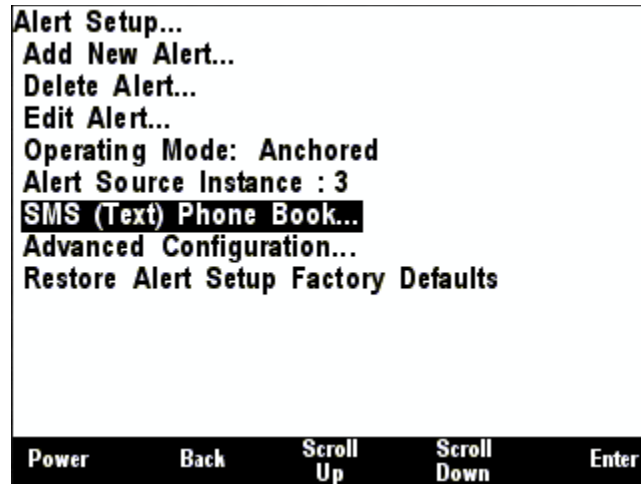 Alert Setup...
Add New Alert...
Delete Alert...
Edit Alert...
Operating Mode: Anchored
Alert Source Instance : 3
SMS (Text) Phone Book...
Advanced Configuration...
Restore Alert Setup Factory Defaults
Power Back Scroll Up Scroll Down Enter